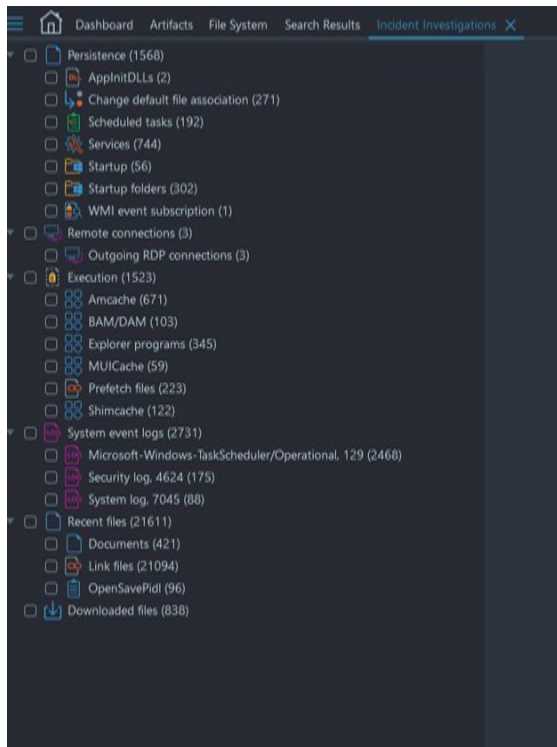 Dashboard Artifacts File System Search Results Incident Investigations
Persistence (1568)
AppInitDLLs (2)
Change default file association (271)
Scheduled tasks (192)
Services (744)
Startup (56)
Startup folders (302)
WMI event subscription (1)
Remote connections (3)
Outgoing RDP connections (3)
Execution (1523)
Amcache (671)
BAM/DAM (103)
Explorer programs (345)
MUICache (59)
Prefetch files (223)
Shimcache (122)
System event logs (2731)
Microsoft-Windows-TaskScheduler/Operational, 129 (2468)
Security log, 4624 (175)
System log, 7045 (88)
Recent files (21611)
Documents (421)
Link files (21094)
OpenSavePidl (96)
Downloaded files (838)